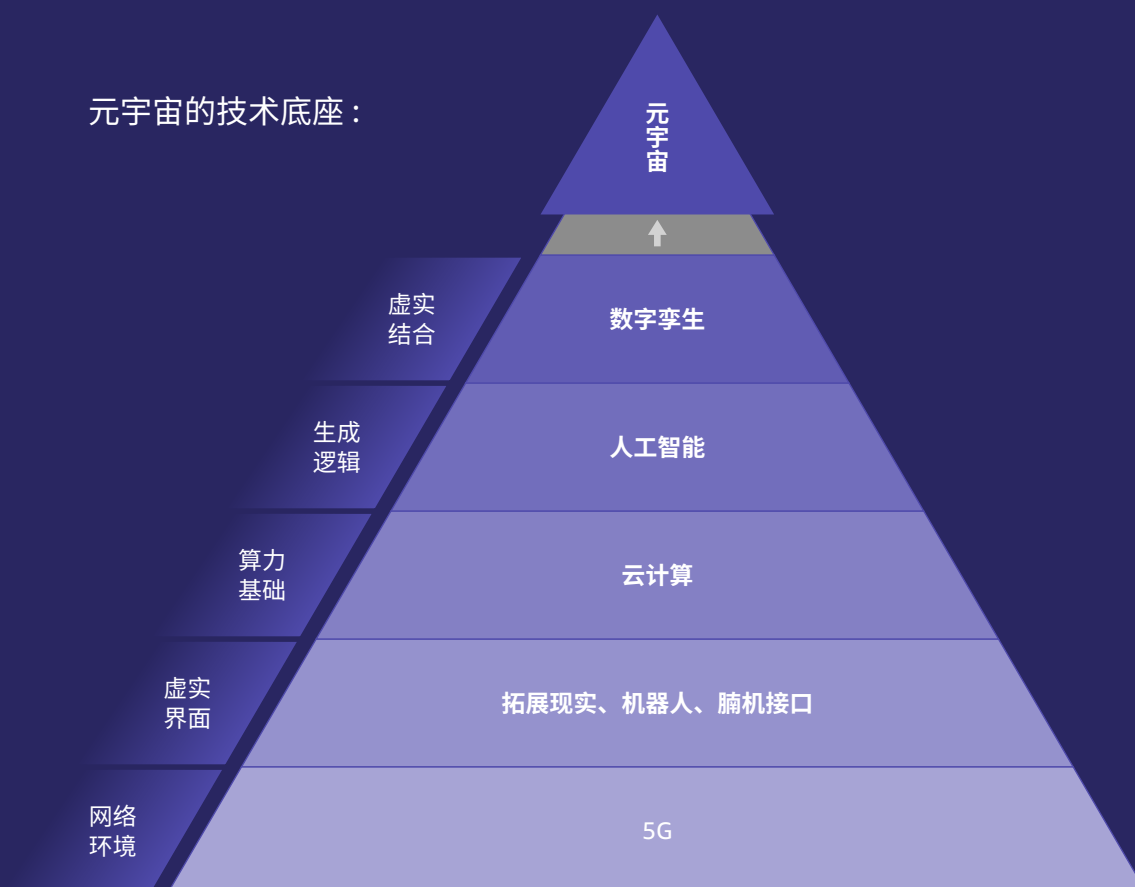 元宇宙的技术底座：
元宇宙
虚实
结合
数字孪生
生成
逻辑
人工智能
算力
基础
云计算
虚实
界面
拓展现实、机器人、腩机接口
网络
环境
5G